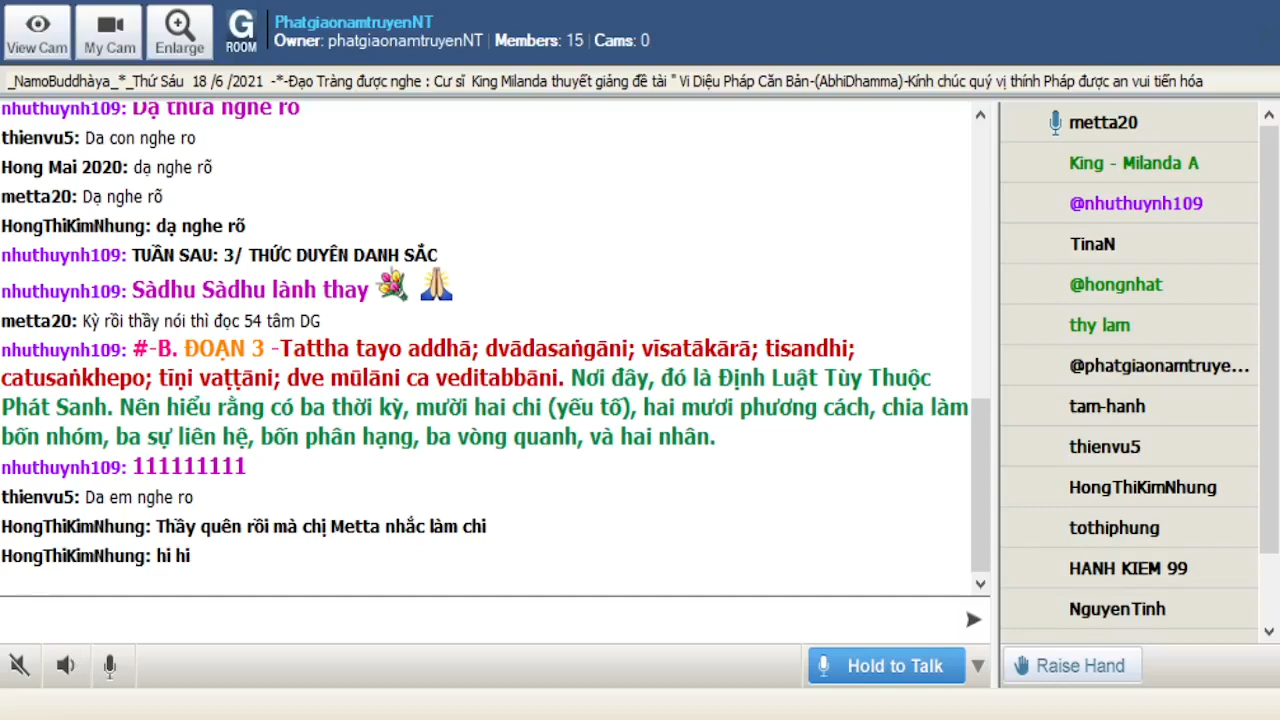 View Cam
My Cam
Enlarge
G
ROOM
PhatgiaonamtruyenNT
Owner: phatgiaonamtruyenNT | Members: 15 | Cams: 0
_NamoBuddhàya_*_Thứ Sáu 18 /6 /2021 -*-Đạo Tràng được nghe : Cư sĩ King Milanda thuyết giảng đề tài " Vi Diệu Pháp Căn Bản-(AbhiDhamma)-Kính chúc quý vị thính Pháp được an vui tiến hóa
nhuthuynh109: Dạ thưa nghe rõ
thienvu5: Da con nghe ro
Hong Mai 2020: dạ nghe rõ
metta20: Dạ nghe rõ
HongThiKimNhung: dạ nghe rõ
nhuthuynh109: TUẦN SAU: 3/ THỨC DUYÊN DANH SẮC
nhuthuynh109: Sàdhu Sàdhu lành thay
metta20: Kỳ rồi thầy nói thì đọc 54 tâm DG
nhuthuynh109: #-B. ĐOẠN 3 -Tattha tayo addhā; dvādasaṅgāni; vīsatākārā; tisandhi;
catusaṅkhepo; tīṇi vaṭṭāni; dve mūlāni ca veditabbāni. Nơi đây, đó là Định Luật Tùy Thuộc
Phát Sanh. Nên hiểu rằng có ba thời kỳ, mười hai chi (yếu tố), hai mươi phương cách, chia làm
bốn nhóm, ba sự liên hệ, bốn phân hạng, ba vòng quanh, và hai nhân.
nhuthuynh109: 111111111
thienvu5: Da em nghe ro
HongThiKimNhung: Thầy quên rồi mà chị Metta nhắc làm chi
HongThiKimNhung: hi hi
metta20
King - Milanda A
@nhuthuynh109
TinaN
@hongnhat
thy lam
@phatgiaonamtruye...
tam-hanh
thienvu5
HongThiKimNhung
tothiphung
HANH KIEM 99
NguyenTinh
Hold to Talk
Raise Hand